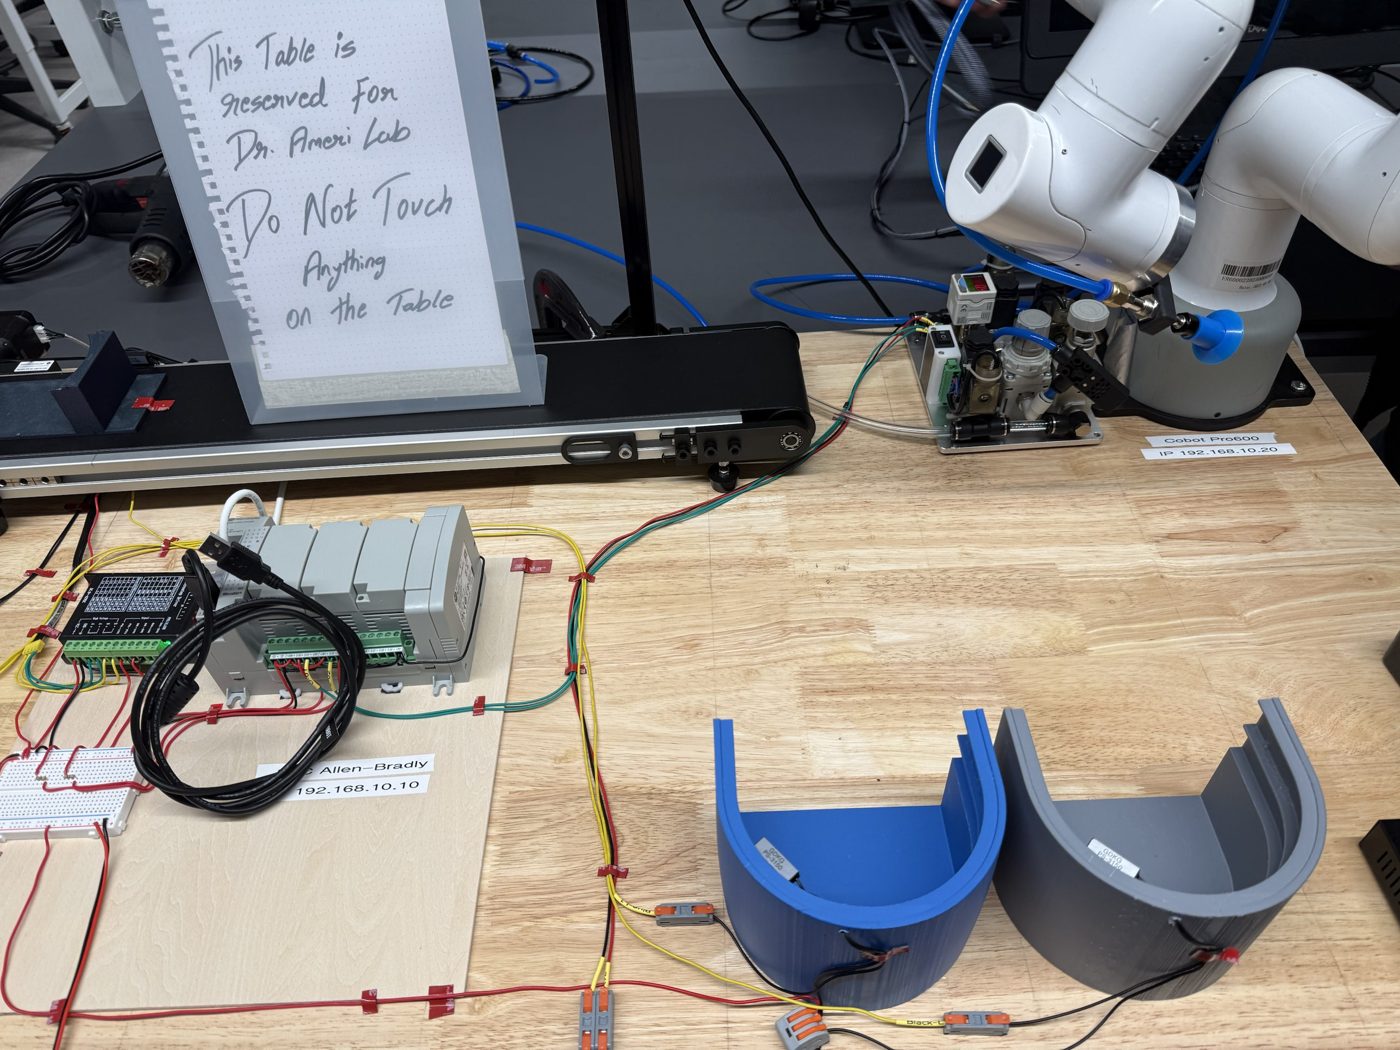 This Table is
reserved For
Dr. Ameri Lab
Do Not Touch
Anything
on the Table
Cobot Pro600
IP 192.168.10.20
Allen-Bradly
192.168.10.10